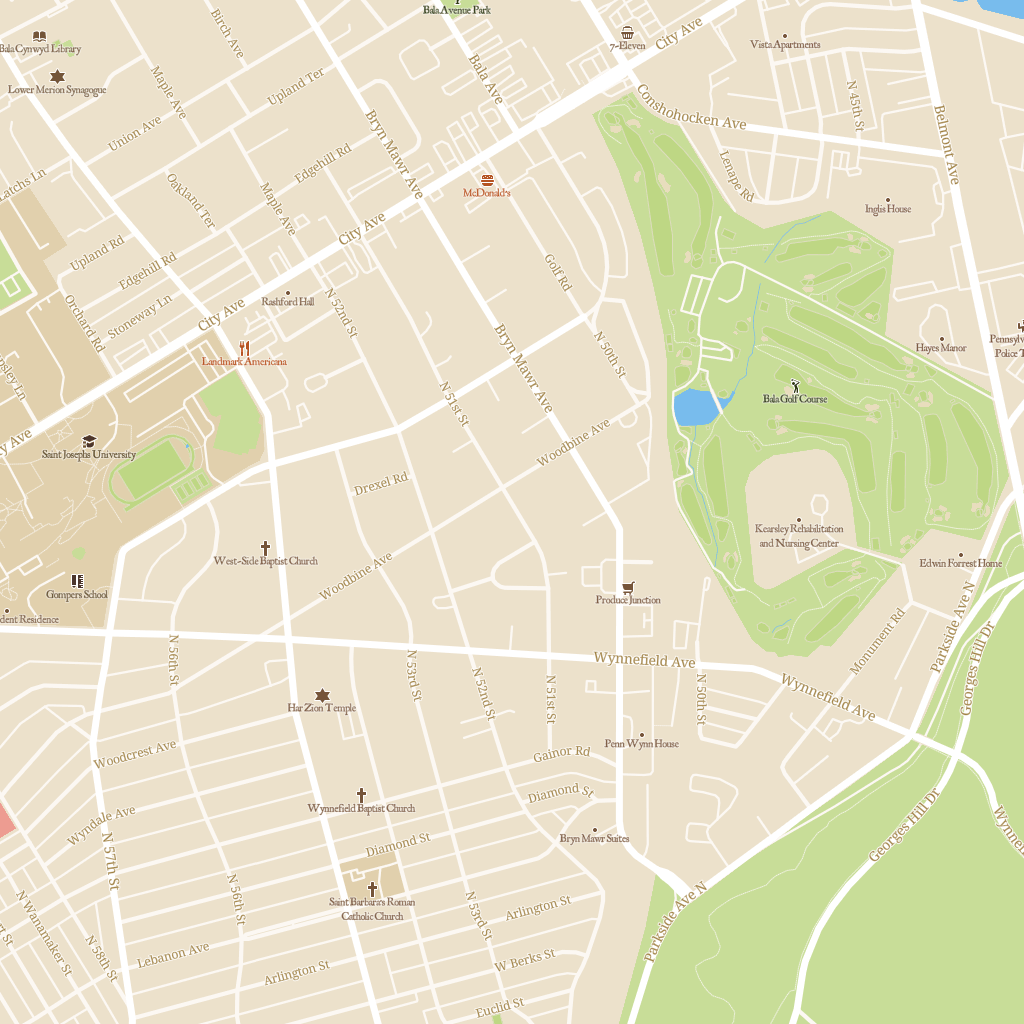 Bala Avenue Park
Bala Cynwyd Library
Lower Merion Synagogue
Birch Ave
Maple Ave
Upland Ter
Union Ave
Bala Ave
7-Eleven
City Ave
Vista Apartments
N 45th St
Conshohocken Ave
Belmont Ave
Bryn Mawr Ave
Latchs Ln
Oakland Ter
Edgehill Rd
Maple Ave
McDonald's
Lenape Rd
Inglis House
City Ave
Upland Rd
Edgehill Rd
Stoneway Ln
Orchard Rd
City Ave
Rashford Hall
N 52nd St
Golf Rd
Landmark Americana
Bryn Mawr Ave
N 50th St
Hayes Manor
Police
Bala Golf Course
N 51st St
Saint Josephs University
Woodbine Ave
Drexel Rd
Kearsley Rehabilitation
and Nursing Center
West-Side Baptist Church
Woodbine Ave
Edwin Forrest Home
Gompers School
Produce Junction
dent Residence
N 56th St
Parkside Ave N
Monument Rd
Georges Hill Dr
Wynnefield Ave
Wynnefield Ave
N 53rd St
N 52nd St
N 51st St
N 50th St
Har Zion Temple
Penn Wynn House
Woodcrest Ave
Gainor Rd
Diamond St
Wynnefield Baptist Church
Wyndale Ave
Georges Hill Dr
Wynnef
N 57th St
Diamond St
Bryn Mawr Suites
Saint Barbara's Roman
Catholic Church
N 56th St
N 53rd St
Arlington St
Parkside Ave N
N Wanamaker St
N 58th St
Lebanon Ave
Arlington St
W Berks St
Euclid St